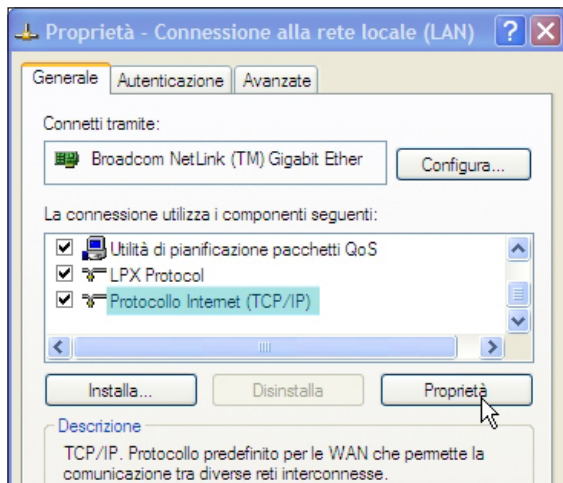 Proprietà - Connessione alla rete locale (LAN)
Generale Autenticazione Avanzate
Connetti tramite:
Broadcom NetLink (TM) Gigabit Ether Configura...
La connessione utilizza i componenti seguenti:
Utilità di pianificazione pacchetti QoS
LPX Protocol
Protocollo Internet (TCP/IP)
Installa... Disinstalla Proprietà
Descrizione
TCP/IP. Protocollo predefinito per le WAN che permette la
comunicazione tra diverse reti interconnesse.